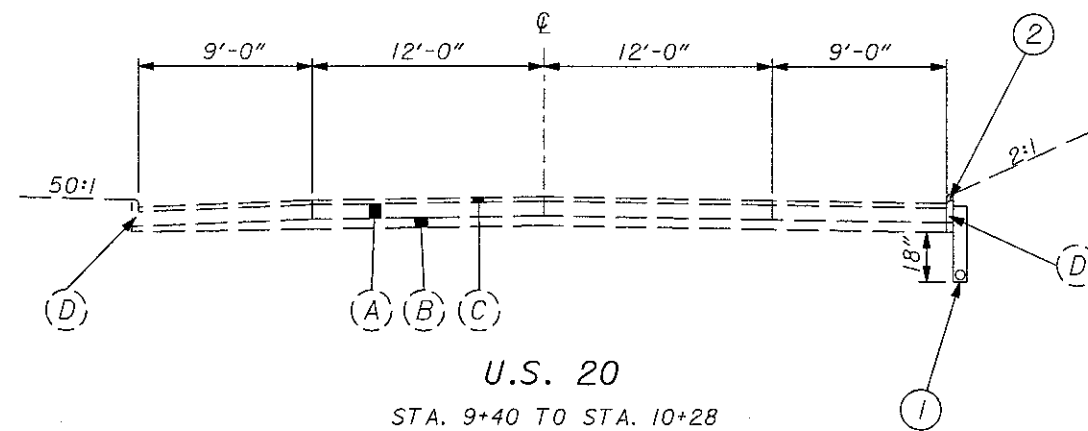 ℄
2
9'-0" 12'-0" 12'-0" 9'-0"
2:1
50:1
18"
D A B C D
U.S. 20
1
STA. 9+40 TO STA. 10+28